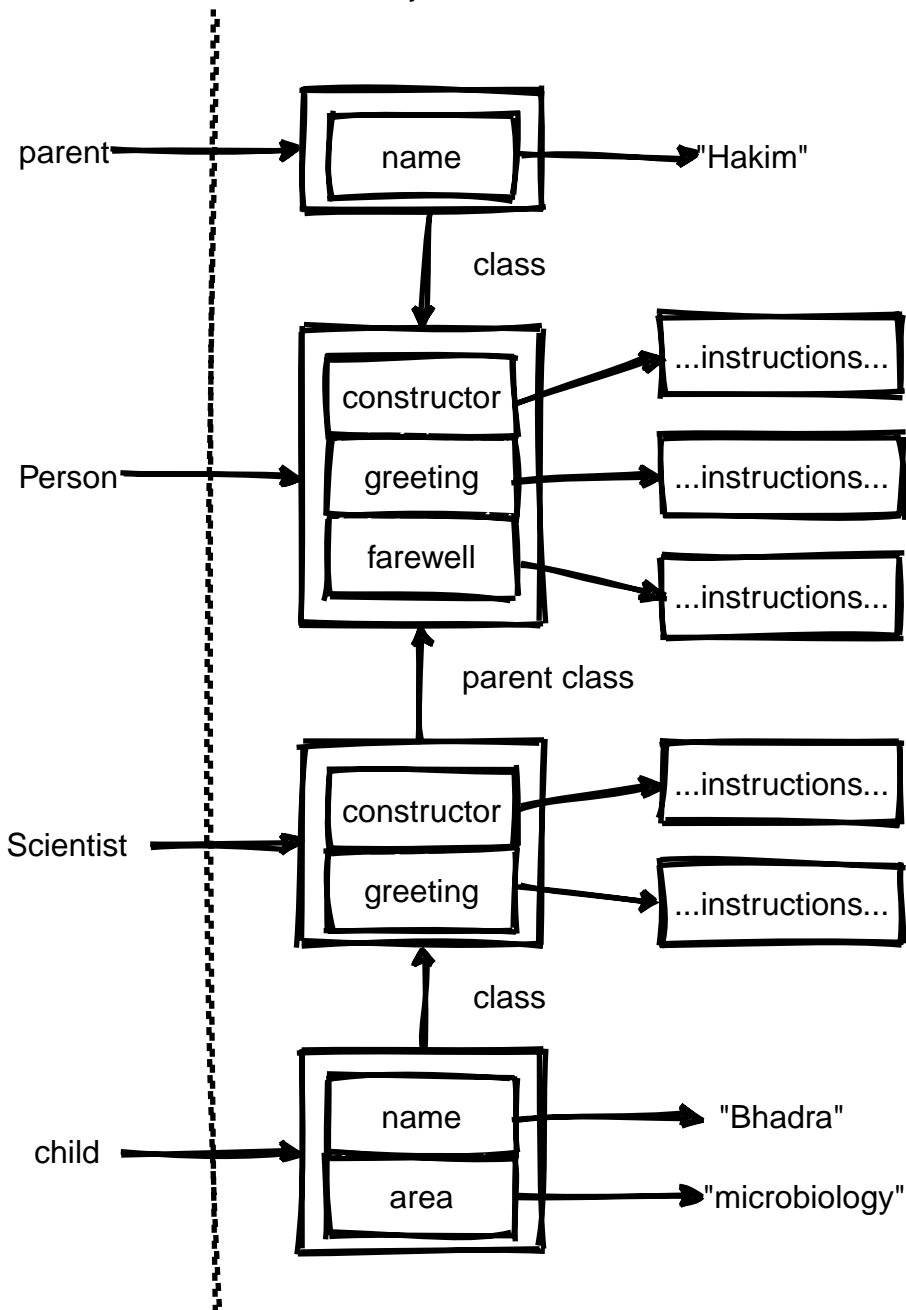 parent
name
"Hakim"
class
constructor
...instructions...
Person
greeting
...instructions...
farewell
...instructions...
parent class
constructor
...instructions...
Scientist
greeting
...instructions...
class
name
"Bhadra"
child
area
"microbiology"